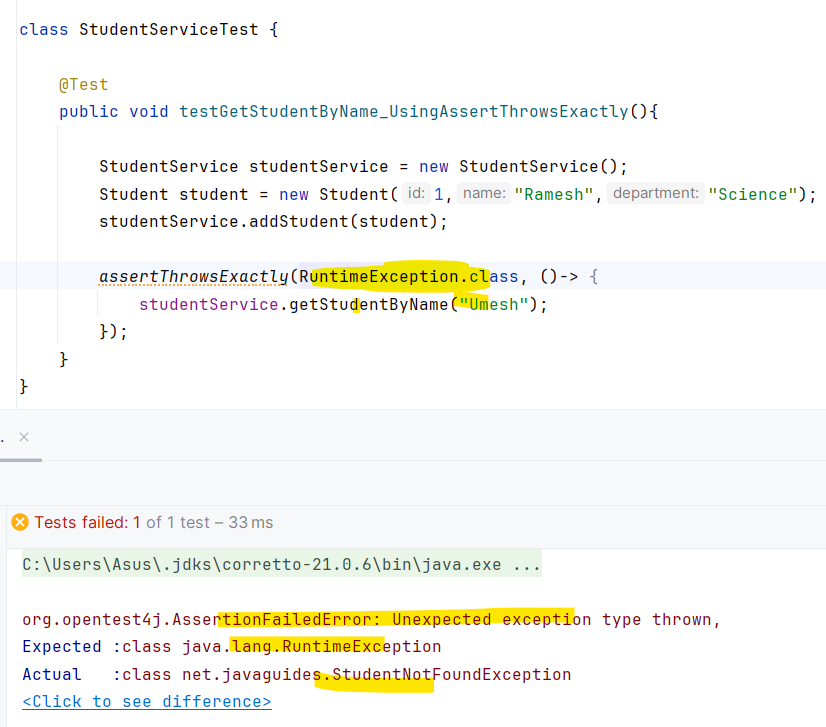 class StudentServiceTest {
@Test
public void testGetStudentByName_UsingAssertThrowsExactly(){
StudentService studentService = new StudentService();
Student student = new Student( id: 1, name: "Ramesh", department: "Science");
studentService.addStudent(student);
assertThrowsExactly(RuntimeException.class, ()-> {
studentService.getStudentByName("Umesh");
});
}
}
Tests failed: 1 of 1 test – 33 ms
C:\Users\Asus\.jdks\corretto-21.0.6\bin\java.exe ...
org.opentest4j.AssertionFailedError: Unexpected exception type thrown,
Expected :class java.lang.RuntimeException
Actual   :class net.javaguides.StudentNotFoundException
<Click to see difference>